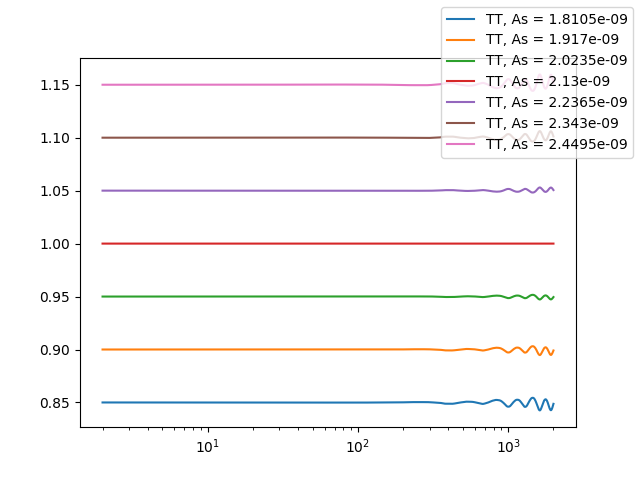 TT, As = 1.8105e-09
TT, As = 1.917e-09
TT, As = 2.0235e-09
TT, As = 2.13e-09
TT, As = 2.2365e-09
TT, As = 2.343e-09
TT, As = 2.4495e-09
1.15
1.10
1.05
1.00
0.95
0.90
0.85
10¹
10²
10³